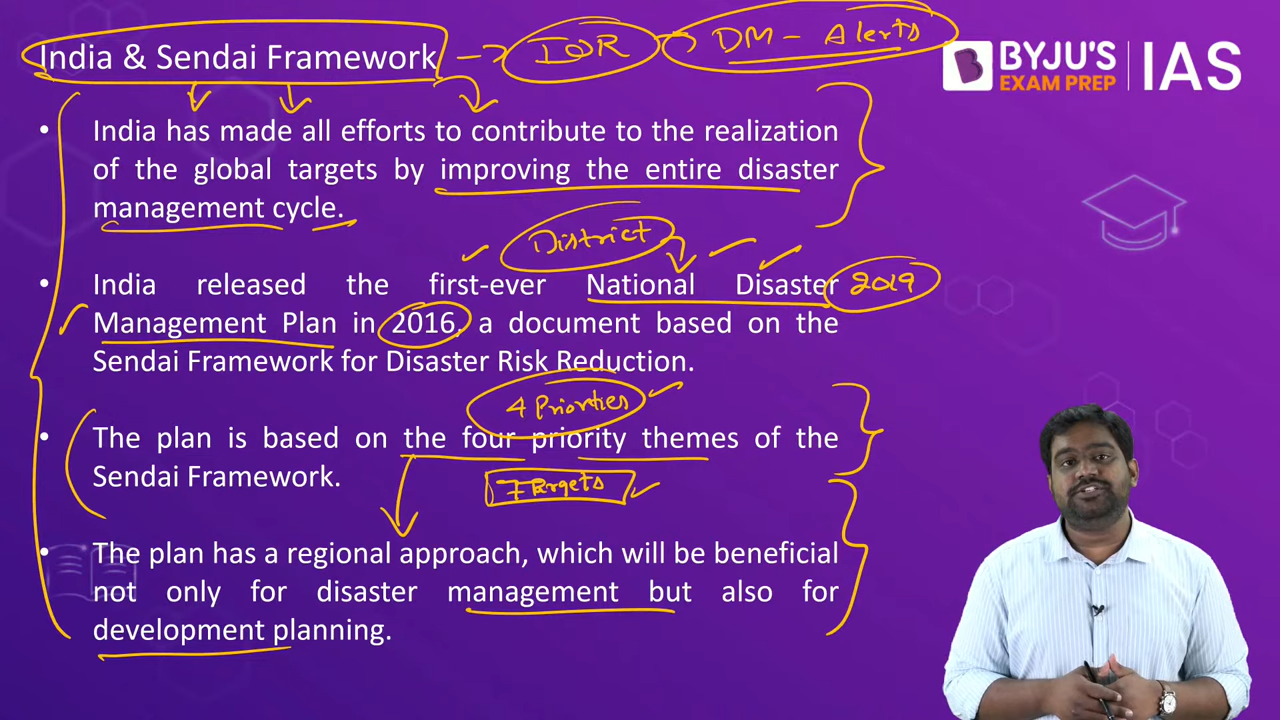 India & Sendai Framework → IOR → DM - Alerts
BYJU'S
EXAM PREP
IAS
• India has made all efforts to contribute to the realization
of the global targets by improving the entire disaster
management cycle.
District
• India released the first-ever National Disaster 2019
Management Plan in 2016, a document based on the
Sendai Framework for Disaster Risk Reduction.
4 Priorities
• The plan is based on the four priority themes of the
Sendai Framework.
7 Targets
• The plan has a regional approach, which will be beneficial
not only for disaster management but also for
development planning.